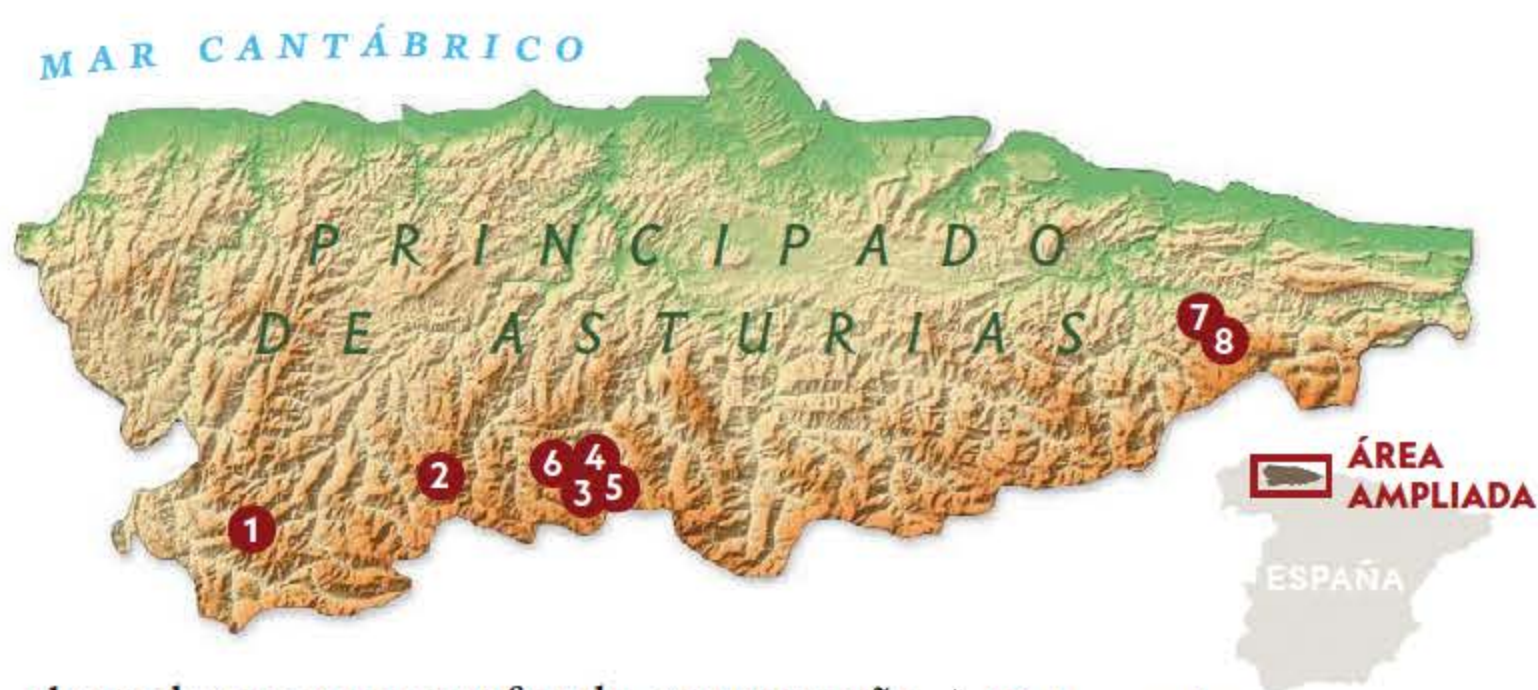 MAR CANTÁBRICO
PRINCIPADO
DE ASTURIAS
7
8
6
4
2
3
5
1
ÁREA
AMPLIADA
ESPAÑA